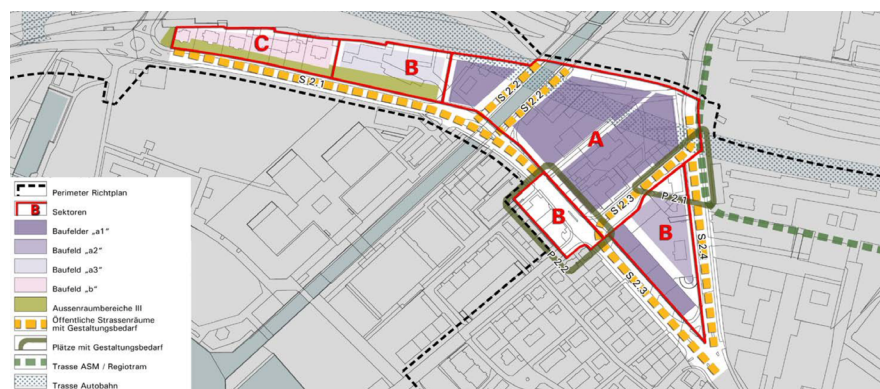 C
B
A
B
B
S 2.1
S 2.2
S 2.2
S 2.3
P 2.1
S 2.4
P 2.2
S 2.3
Perimeter Richtplan
B Sektoren
Baufelder „a1"
Baufeld „a2"
Baufeld „a3"
Baufeld „b"
Aussenraumbereiche III
Öffentliche Strassenräume
mit Gestaltungsbedarf
Plätze mit Gestaltungsbedarf
Trasse ASM / Regiotram
Trasse Autobahn